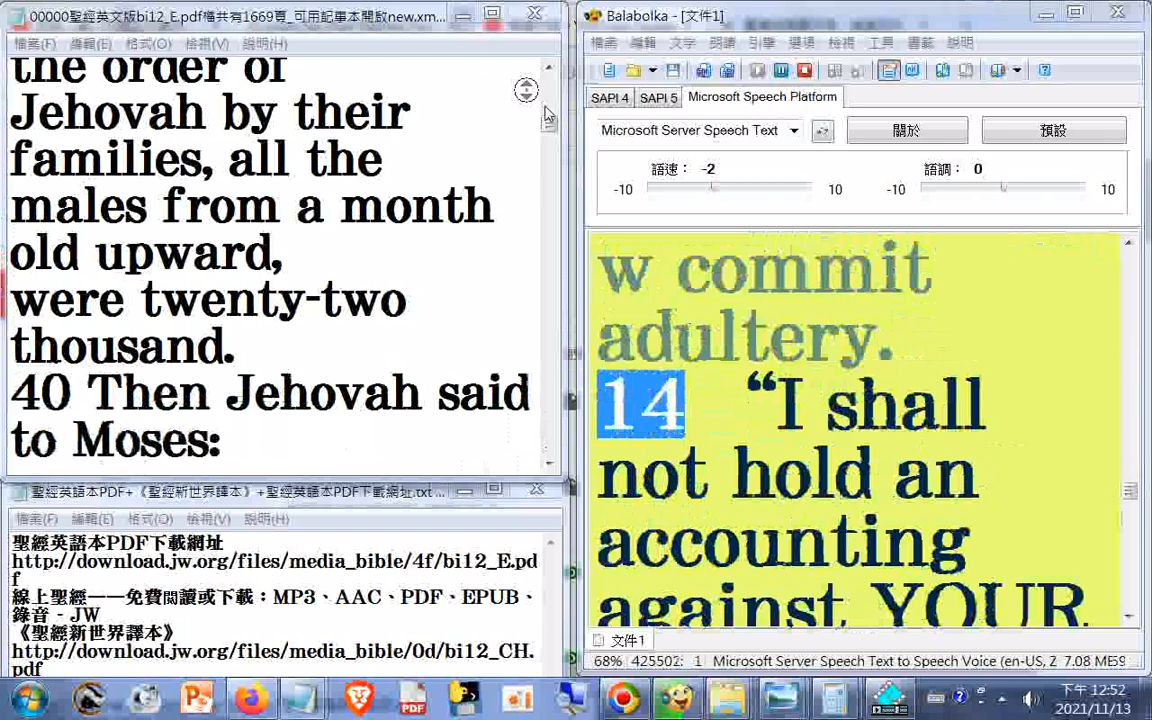 00000聖經英文版bi12_E.pdf檔共有1669頁_可用記事本開啟new.xm...
檔案(F) 編輯(E) 格式(O) 檢視(V) 說明(H)
the order of
Jehovah by their
families, all the
males from a month
old upward,
were twenty-two
thousand.
40 Then Jehovah said
to Moses:
聖經英語本PDF+《聖經新世界譯本》+聖經英語本PDF下載網址.txt ...
檔案(F) 編輯(E) 格式(O) 檢視(V) 說明(H)
聖經英語本PDF下載網址
http://download.jw.org/files/media_bible/4f/bi12_E.pd
f
線上聖經——免費閱讀或下載：MP3、AAC、PDF、EPUB、
錄音 - JW
《聖經新世界譯本》
http://download.jw.org/files/media_bible/0d/bi12_CH.
pdf
Balabolka - [文件1]
檔案 編輯 文字 朗讀 引擎 選項 檢視 工具 書籤 說明
SAPI 4 SAPI 5 Microsoft Speech Platform
Microsoft Server Speech Text 關於 預設
語速： -2 語調： 0
-10 10 -10 10
w commit
adultery.
14 “I shall
not hold an
accounting
against YOUR
文件1
68% 425502: 1 Microsoft Server Speech Text to Speech Voice (en-US, Z 7.08 ME59
PDF
下午 12:52
2021/11/13